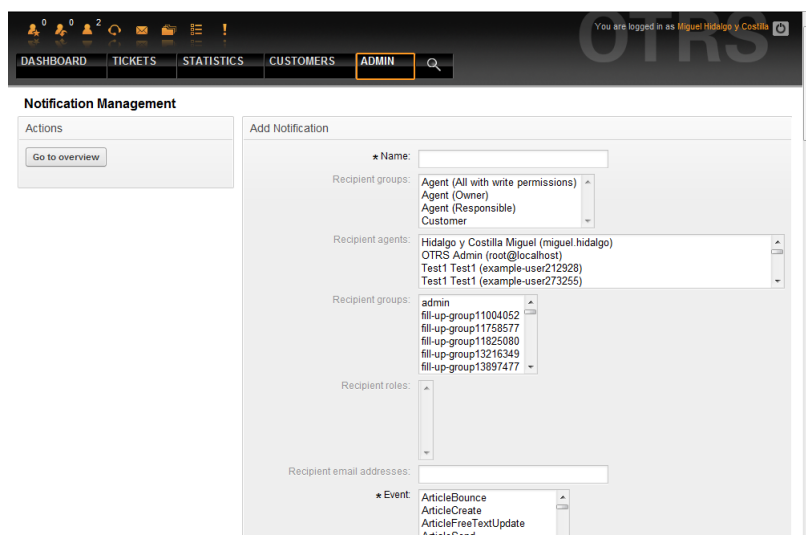 0 0 2
OTRS
You are logged in as Miguel Hidalgo y Costilla
DASHBOARD TICKETS STATISTICS CUSTOMERS ADMIN
Notification Management
Actions
Go to overview
Add Notification
★ Name:
Recipient groups:
Agent (All with write permissions)
Agent (Owner)
Agent (Responsible)
Customer
Recipient agents:
Hidalgo y Costilla Miguel (miguel.hidalgo)
OTRS Admin (root@localhost)
Test1 Test1 (example-user212928)
Test1 Test1 (example-user273255)
Recipient groups:
admin
fill-up-group11004052
fill-up-group11758577
fill-up-group11825080
fill-up-group13216349
fill-up-group13897477
Recipient roles:
Recipient email addresses:
★ Event:
ArticleBounce
ArticleCreate
ArticleFreeTextUpdate
ArticleSend